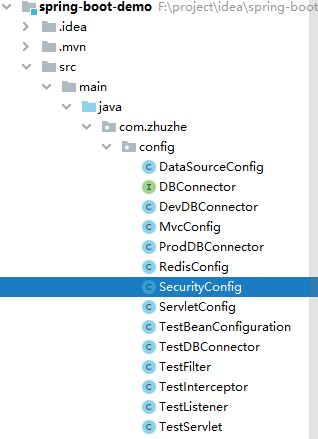 spring-boot-demo F:\project\idea\spring-boot
.idea
.mvn
src
main
java
com.zhuzhe
config
DataSourceConfig
DBConnector
DevDBConnector
MvcConfig
ProdDBConnector
RedisConfig
SecurityConfig
ServletConfig
TestBeanConfiguration
TestDBConnector
TestFilter
TestInterceptor
TestListener
TestServlet